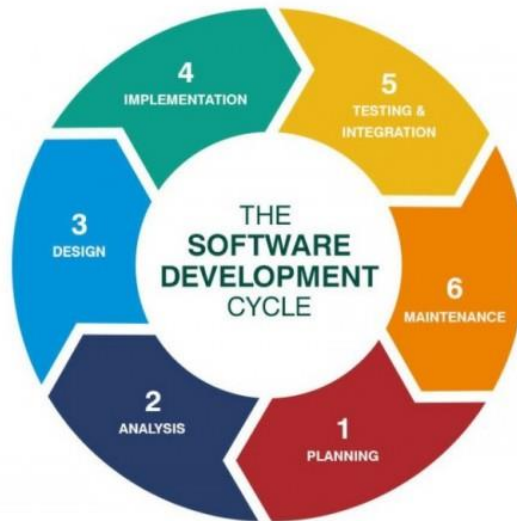 THE
SOFTWARE
DEVELOPMENT
CYCLE
1
PLANNING
2
ANALYSIS
3
DESIGN
4
IMPLEMENTATION
5
TESTING &
INTEGRATION
6
MAINTENANCE